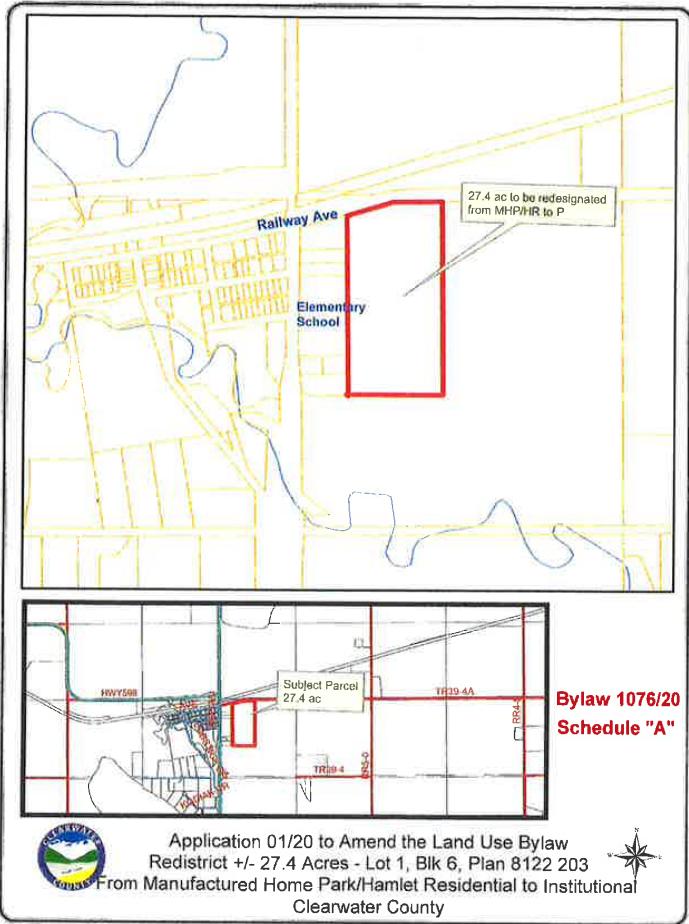 27.4 ac to be redesignated
from MHP/HR to P
Railway Ave
Elementary
School
Subject Parcel
27.4 ac
HWY598
TR39-4A
TR39-4
Bylaw 1076/20
Schedule "A"
CLEARWATER
COUNTY
N
Application 01/20 to Amend the Land Use Bylaw
Redistrict +/- 27.4 Acres - Lot 1, Blk 6, Plan 8122 203
From Manufactured Home Park/Hamlet Residential to Institutional
Clearwater County